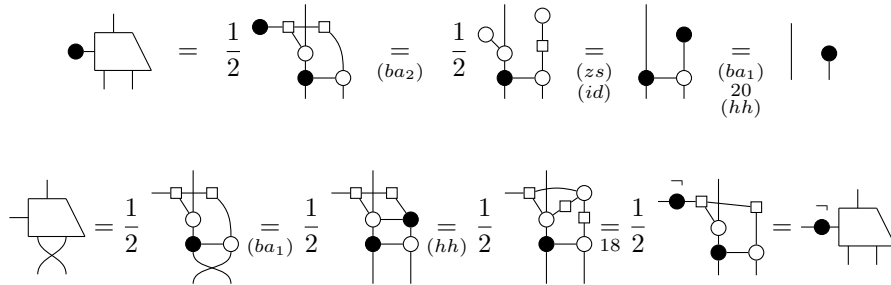 = 1/2 = (ba₂) 1/2 = (zs) (id) = (ba₁) 20 (hh)
= 1/2 = (ba₁) 1/2 = (hh) 1/2 = 18 1/2 ¬ = ¬